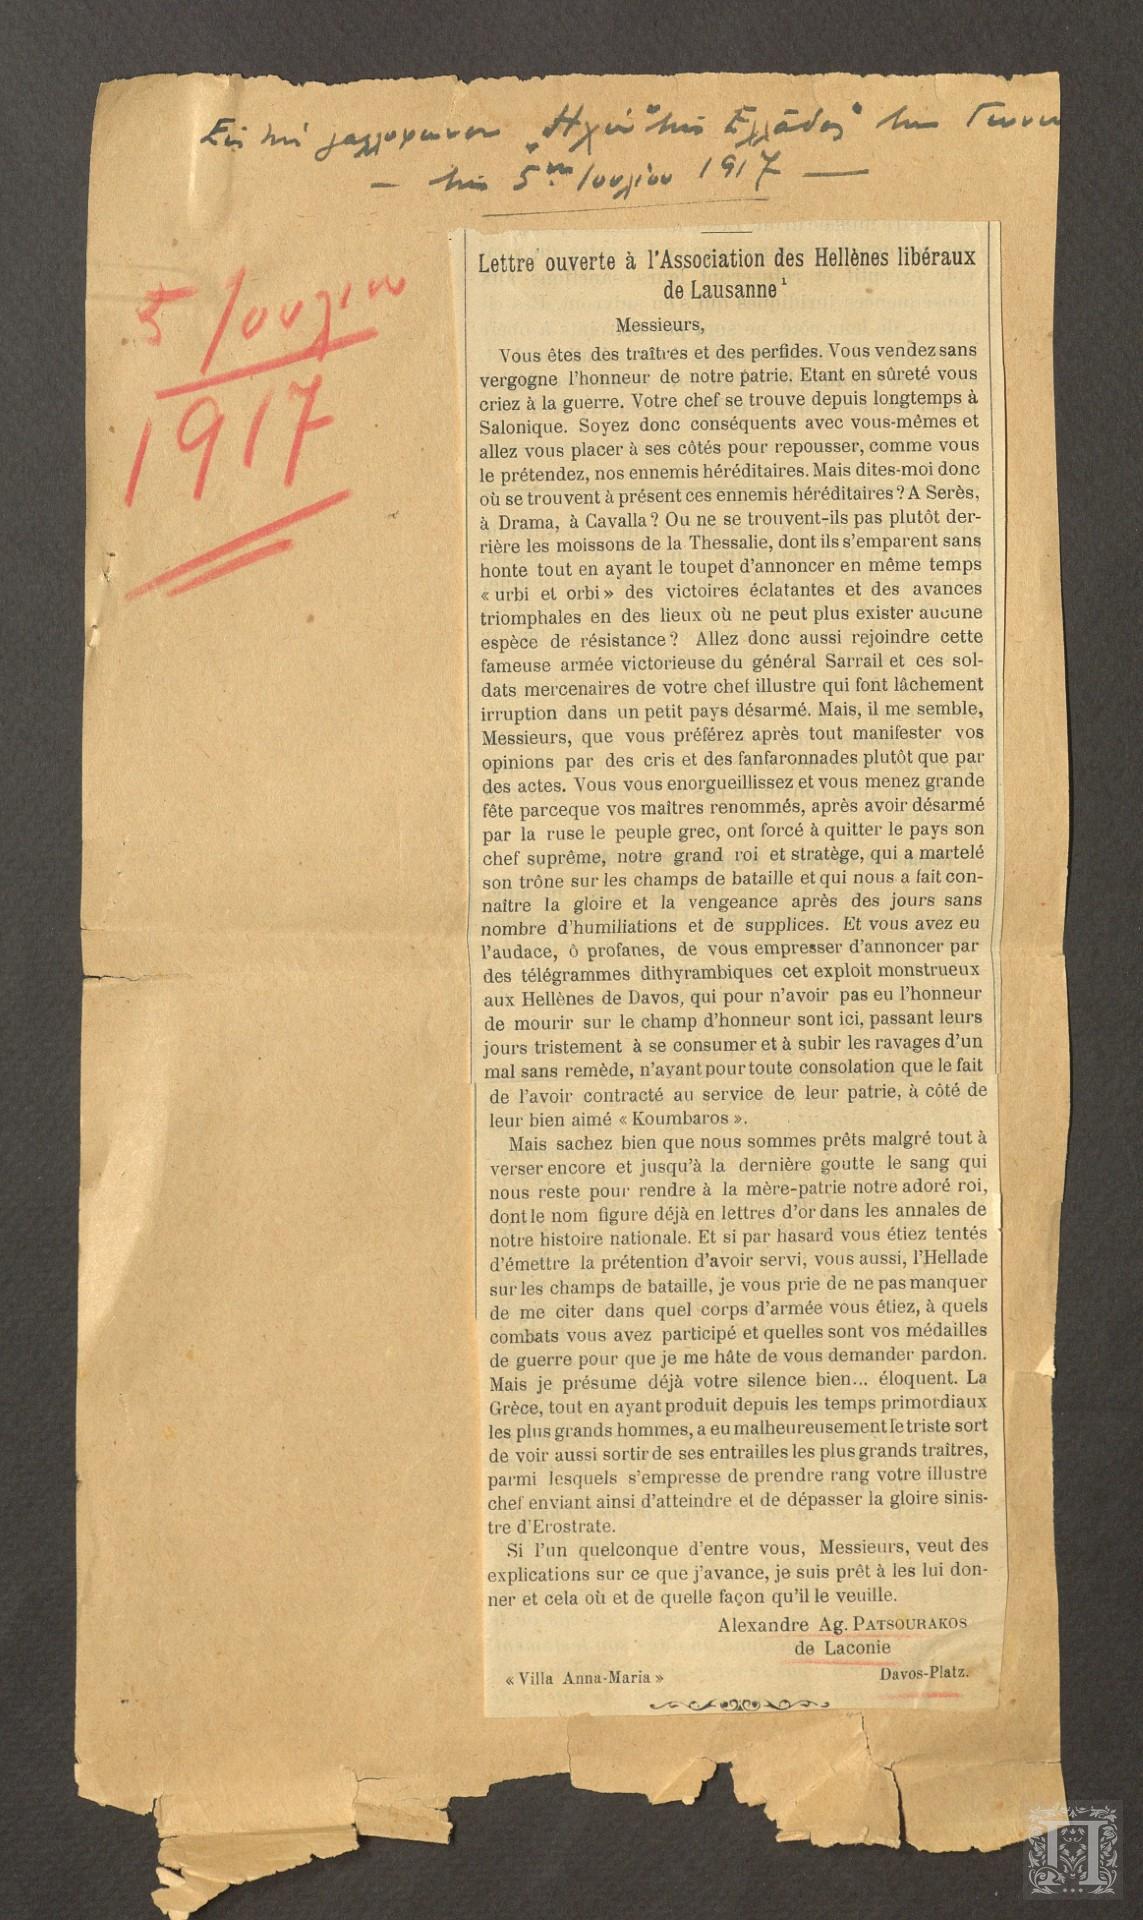 Εἰς τὴν γαλλόφωνον "Ἠχὼ τῆς Ἑλλάδος" τῆς
— τῆς 5ης Ἰουλίου 1917 —
5 Ἰουλίου
1917
Lettre ouverte à l'Association des Hellènes libéraux
de Lausanne¹
Messieurs,
Vous êtes des traîtres et des perfides. Vous vendez sans
vergogne l'honneur de notre patrie. Etant en sûreté vous
criez à la guerre. Votre chef se trouve depuis longtemps à
Salonique. Soyez donc conséquents avec vous-mêmes et
allez vous placer à ses côtés pour repousser, comme vous
le prétendez, nos ennemis héréditaires. Mais dites-moi donc
où se trouvent à présent ces ennemis héréditaires ? A Serès,
à Drama, à Cavalla ? Ou ne se trouvent-ils pas plutôt der-
rière les moissons de la Thessalie, dont ils s'emparent sans
honte tout en ayant le toupet d'annoncer en même temps
« urbi et orbi » des victoires éclatantes et des avances
triomphales en des lieux où ne peut plus exister aucune
espèce de résistance ? Allez donc aussi rejoindre cette
fameuse armée victorieuse du général Sarrail et ces sol-
dats mercenaires de votre chef illustre qui font lâchement
irruption dans un petit pays désarmé. Mais, il me semble,
Messieurs, que vous préférez après tout manifester vos
opinions par des cris et des fanfaronnades plutôt que par
des actes. Vous vous enorgueillissez et vous menez grande
fête parceque vos maîtres renommés, après avoir désarmé
par la ruse le peuple grec, ont forcé à quitter le pays son
chef suprême, notre grand roi et stratège, qui a martelé
son trône sur les champs de bataille et qui nous a fait con-
naître la gloire et la vengeance après des jours sans
nombre d'humiliations et de supplices. Et vous avez eu
l'audace, ô profanes, de vous empresser d'annoncer par
des télégrammes dithyrambiques cet exploit monstrueux
aux Hellènes de Davos, qui pour n'avoir pas eu l'honneur
de mourir sur le champ d'honneur sont ici, passant leurs
jours tristement à se consumer et à subir les ravages d'un
mal sans remède, n'ayant pour toute consolation que le fait
de l'avoir contracté au service de leur patrie, à côté de
leur bien aimé « Koumbaros ».
Mais sachez bien que nous sommes prêts malgré tout à
verser encore et jusqu'à la dernière goutte le sang qui
nous reste pour rendre à la mère-patrie notre adoré roi,
dont le nom figure déjà en lettres d'or dans les annales de
notre histoire nationale. Et si par hasard vous étiez tentés
d'émettre la prétention d'avoir servi, vous aussi, l'Hellade
sur les champs de bataille, je vous prie de ne pas manquer
de me citer dans quel corps d'armée vous étiez, à quels
combats vous avez participé et quelles sont vos médailles
de guerre pour que je me hâte de vous demander pardon.
Mais je présume déjà votre silence bien... éloquent. La
Grèce, tout en ayant produit depuis les temps primordiaux
les plus grands hommes, a eu malheureusement le triste sort
de voir aussi sortir de ses entrailles les plus grands traîtres,
parmi lesquels s'empresse de prendre rang votre illustre
chef enviant ainsi d'atteindre et de dépasser la gloire sinis-
tre d'Erostrate.
Si l'un quelconque d'entre vous, Messieurs, veut des
explications sur ce que j'avance, je suis prêt à les lui don-
ner et cela où et de quelle façon qu'il le veuille.
Alexandre Ag. PATSOURAKOS
de Laconie
« Villa Anna-Maria » Davos-Platz.